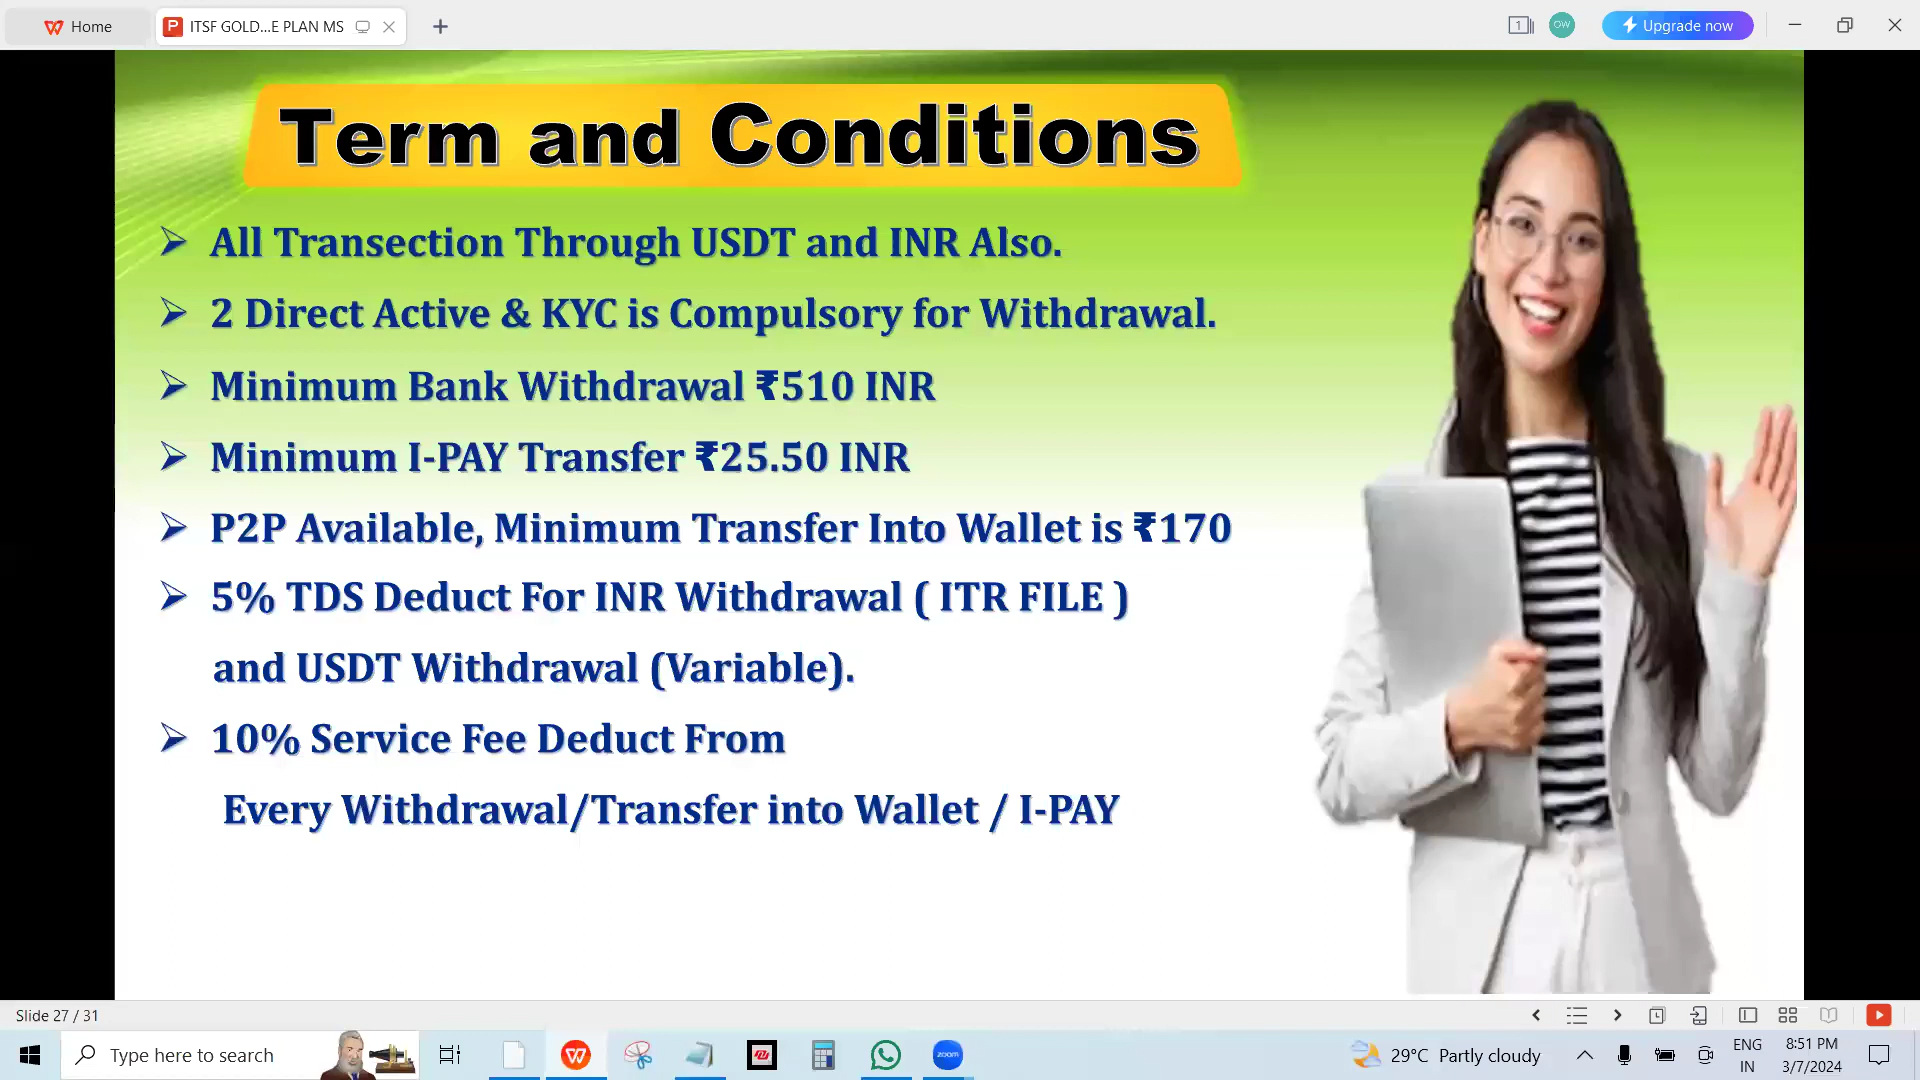 Home
ITSF GOLD...E PLAN MS
1
OW
Upgrade now
Term and Conditions
All Transection Through USDT and INR Also.
2 Direct Active & KYC is Compulsory for Withdrawal.
Minimum Bank Withdrawal ₹510 INR
Minimum I-PAY Transfer ₹25.50 INR
P2P Available, Minimum Transfer Into Wallet is ₹170
5% TDS Deduct For INR Withdrawal ( ITR FILE )
and USDT Withdrawal (Variable).
10% Service Fee Deduct From
Every Withdrawal/Transfer into Wallet / I-PAY
Slide 27 / 31
Type here to search
zoom
29°C Partly cloudy
ENG
IN
8:51 PM
3/7/2024